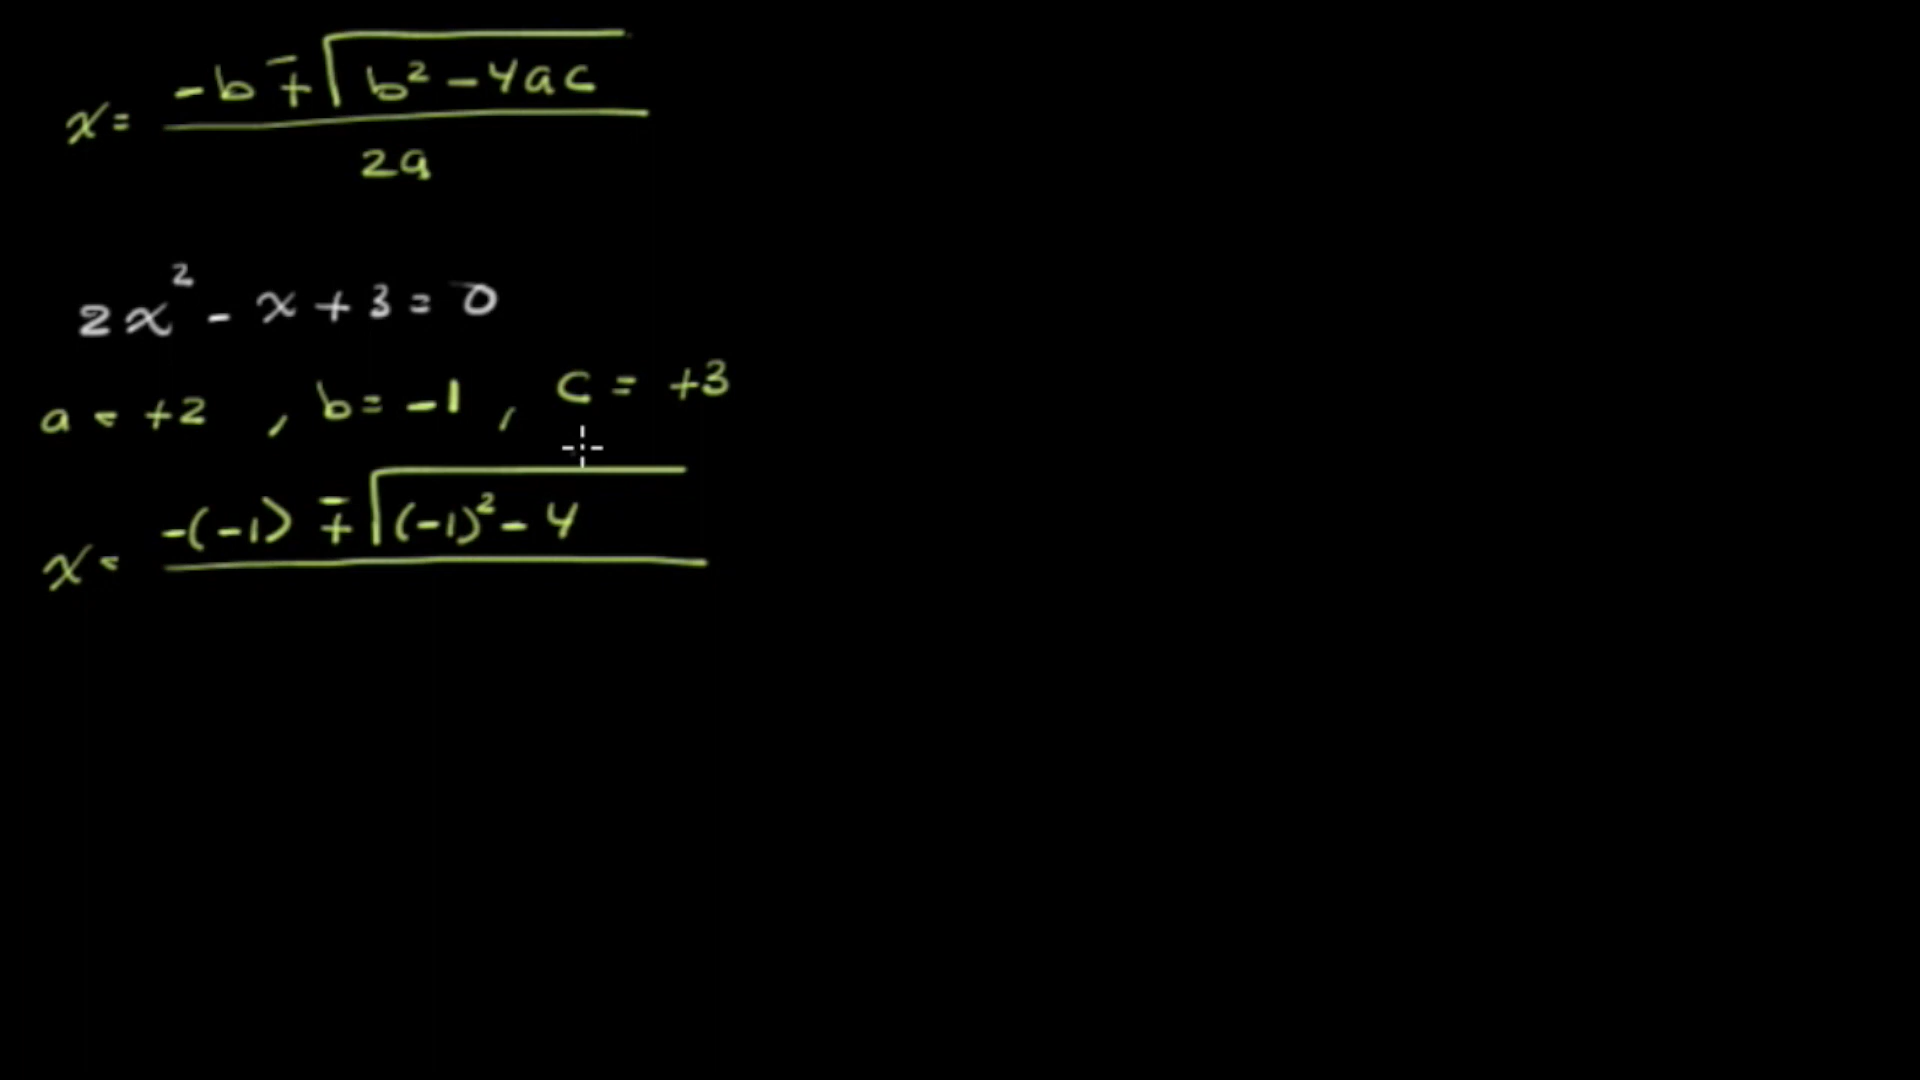 x = -b ∓ √(b² - 4ac) / 2a
2x² - x + 3 = 0
a = +2 , b = -1 , c = +3
x = -(-1) ∓ √((-1)² - 4